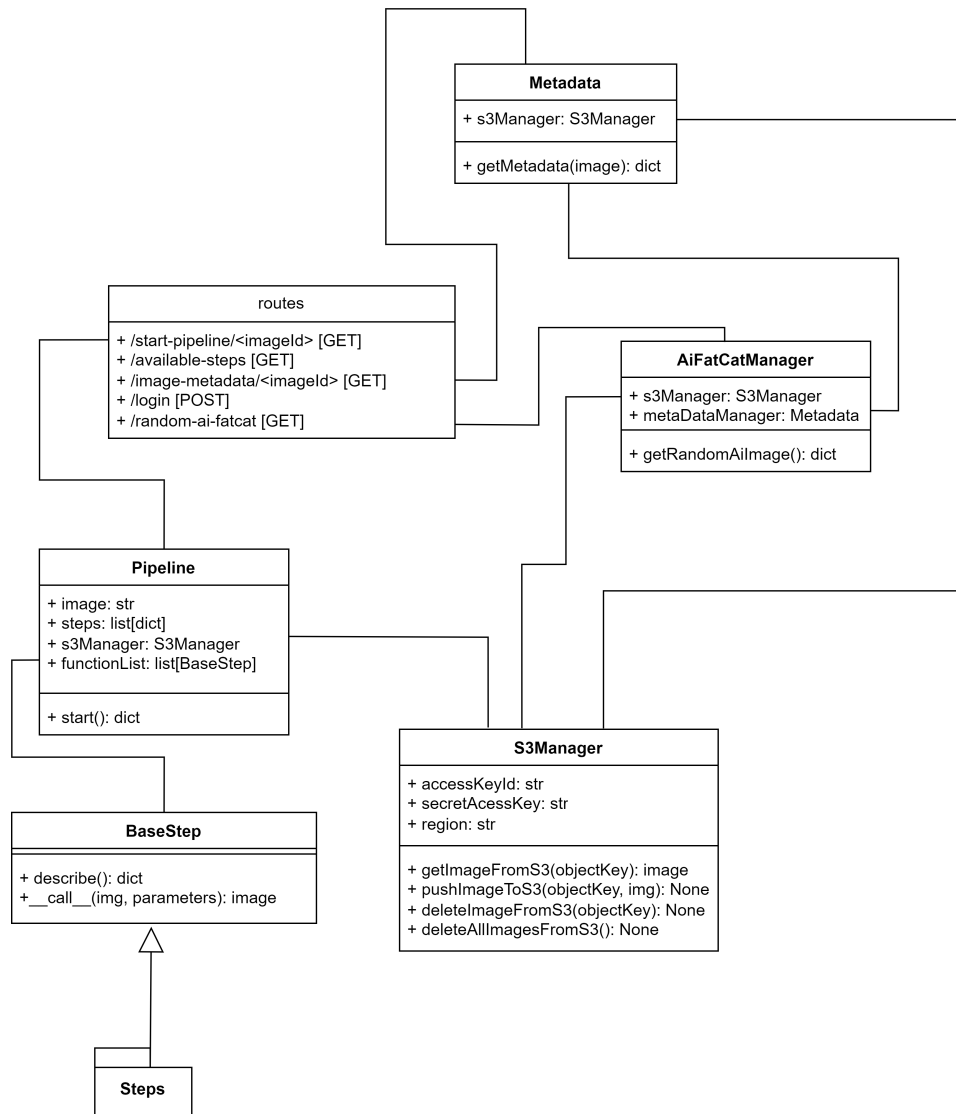 Metadata
+ s3Manager: S3Manager
+ getMetadata(image): dict
routes
+ /start-pipeline/<imageId> [GET]
+ /available-steps [GET]
+ /image-metadata/<imageId> [GET]
+ /login [POST]
+ /random-ai-fatcat [GET]
AiFatCatManager
+ s3Manager: S3Manager
+ metaDataManager: Metadata
+ getRandomAiImage(): dict
Pipeline
+ image: str
+ steps: list[dict]
+ s3Manager: S3Manager
+ functionList: list[BaseStep]
+ start(): dict
S3Manager
+ accessKeyId: str
+ secretAcessKey: str
+ region: str
+ getImageFromS3(objectKey): image
+ pushImageToS3(objectKey, img): None
+ deleteImageFromS3(objectKey): None
+ deleteAllImagesFromS3(): None
BaseStep
+ describe(): dict
+__call__(img, parameters): image
Steps